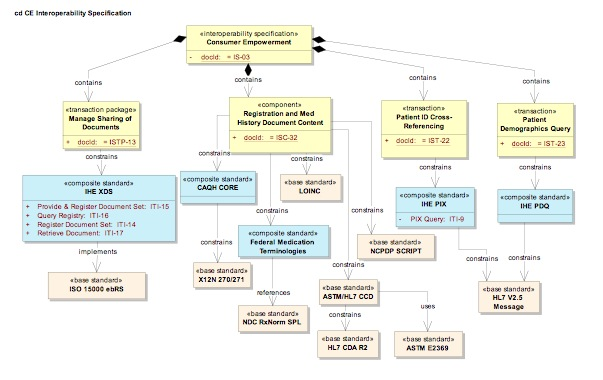 cd CE Interoperability Specification
«interoperability specification»
Consumer Empowerment
- docId: = IS-03
contains
contains
contains
contains
«transaction package»
Manage Sharing of
Documents
+ docId: = ISTP-13
«component»
Registration and Med
History Document Content
+ docId: = ISC-32
«transaction»
Patient ID Cross-
Referencing
+ docId: = IST-22
«transaction»
Patient
Demographics Query
+ docId: = IST-23
constrains
constrains
constrains
constrains
constrains
constrains
constrains
constrains
«composite standard»
IHE XDS
+ Provide & Register Document Set: ITI-15
+ Query Registry: ITI-16
+ Register Document Set: ITI-14
+ Retrieve Document: ITI-17
«composite standard»
CAQH CORE
«base standard»
LOINC
«composite standard»
IHE PIX
- PIX Query: ITI-9
«composite standard»
IHE PDQ
«composite standard»
Federal Medication
Terminologies
«base standard»
NCPDP SCRIPT
implements
constrains
constrains
constrains
«base standard»
ISO 15000 ebRS
«base standard»
X12N 270/271
references
«base standard»
ASTM/HL7 CCD
«base standard»
HL7 V2.5
Message
«base standard»
NDC RxNorm SPL
constrains
uses
«base standard»
HL7 CDA R2
«base standard»
ASTM E2369